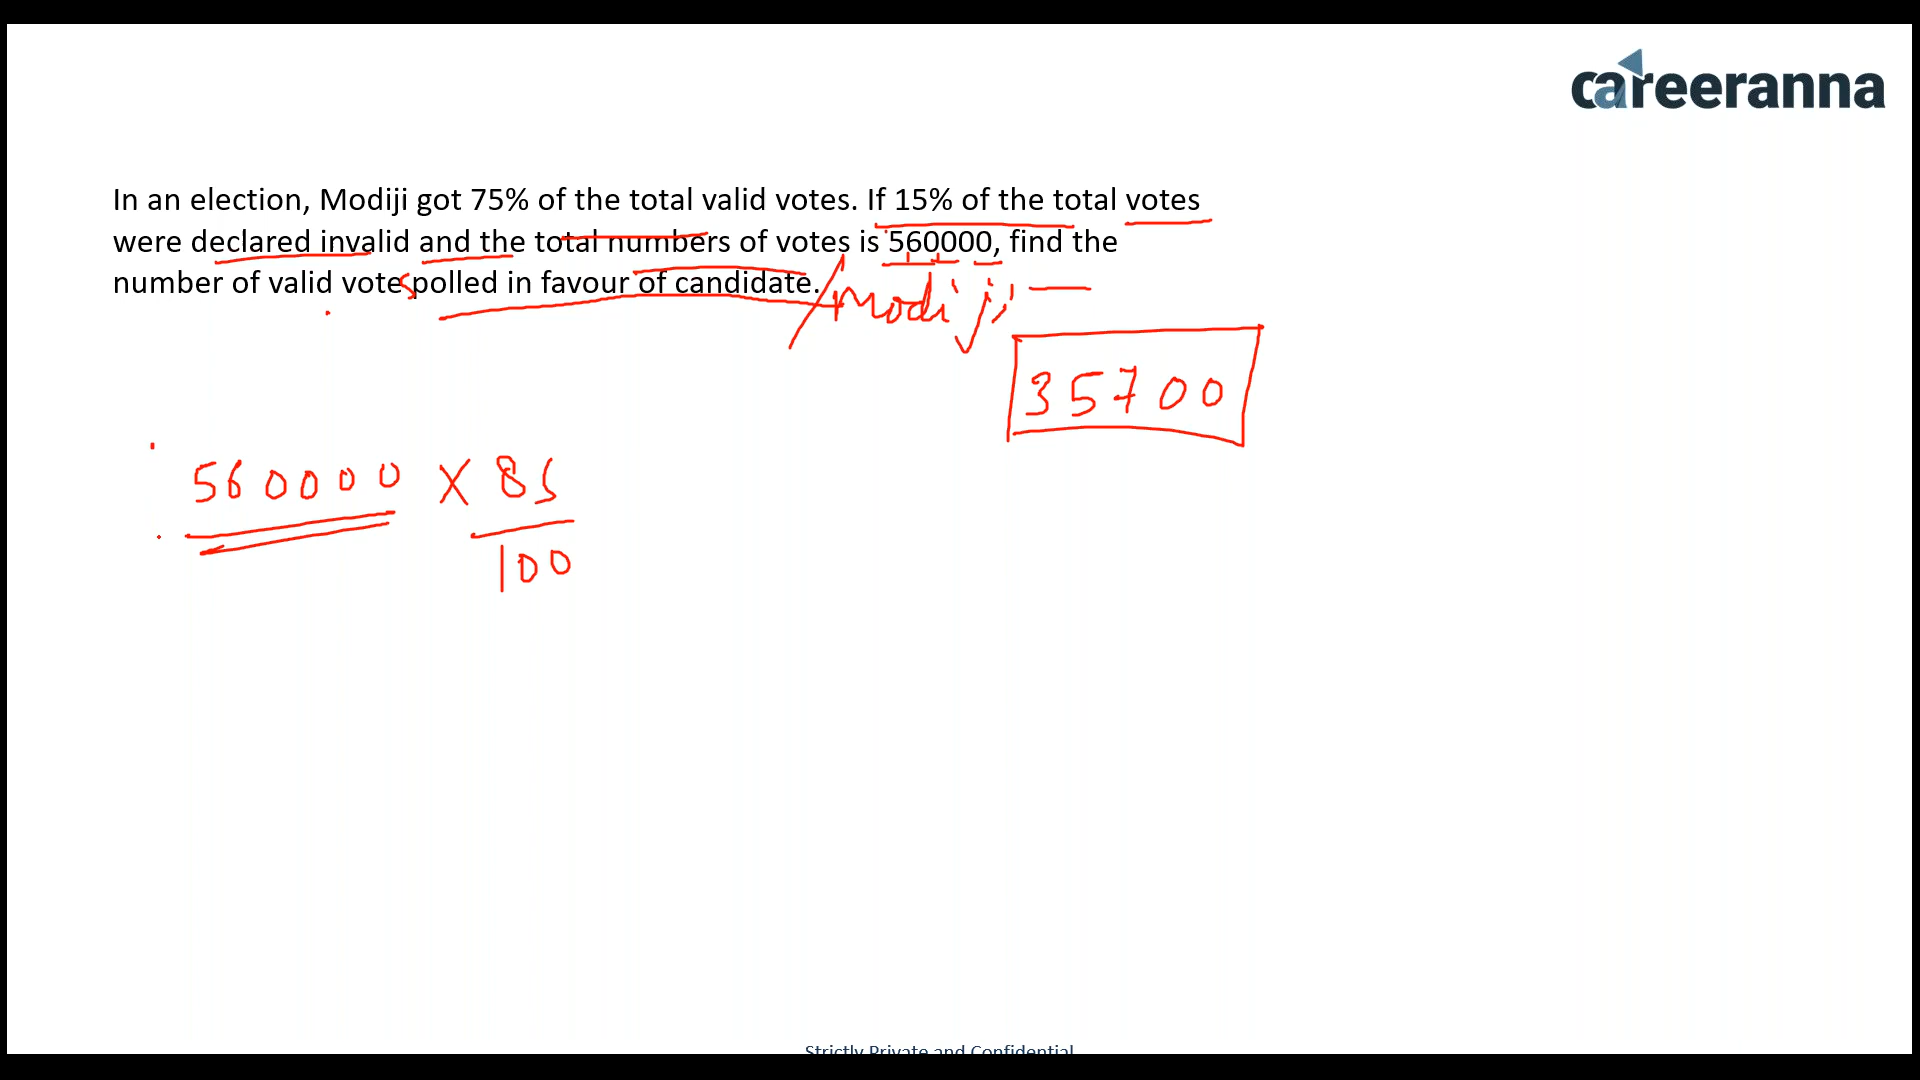 careeranna
In an election, Modiji got 75% of the total valid votes. If 15% of the total votes
were declared invalid and the total numbers of votes is 560000, find the
number of valid votes polled in favour of candidate. / Modi ji
35700
560000 X 85
100
Strictly Private and Confidential